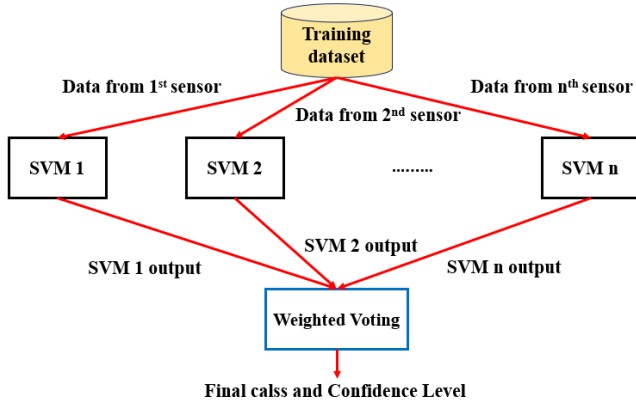 Training
dataset
Data from 1st sensor
Data from 2nd sensor
Data from nth sensor
SVM 1
SVM 2
.........
SVM n
SVM 1 output
SVM 2 output
SVM n output
Weighted Voting
Final calss and Confidence Level